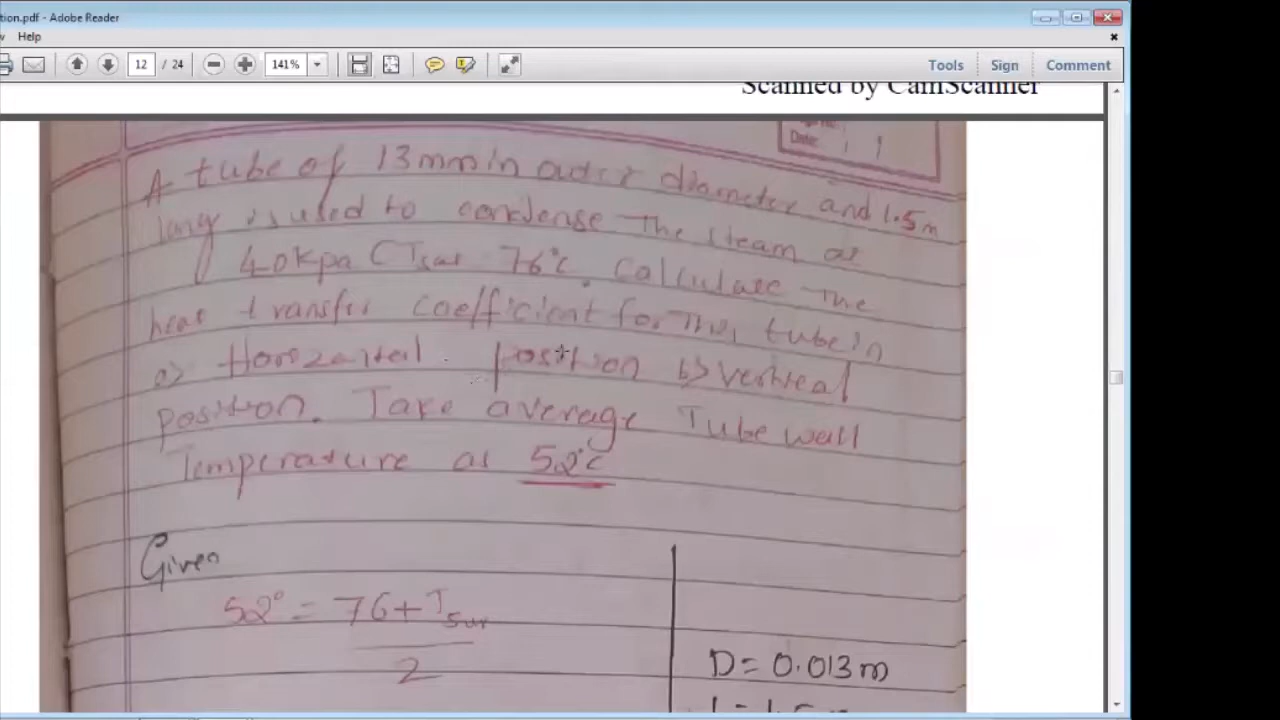 tion.pdf - Adobe Reader
Help
12 / 24 141% Tools Sign Comment
Scanned by CamScanner
Date:
A tube of 13mm in outer diameter and 1.5m
long is used to condense the steam at
40kpa (Tsat 76°C. Calculate the
heat transfer coefficient for this tube in
a) Horizontal position b) vertical
position. Take average Tube wall
Temperature as 52°C
Given
52° = 76 + Tsur
2
D = 0.013m